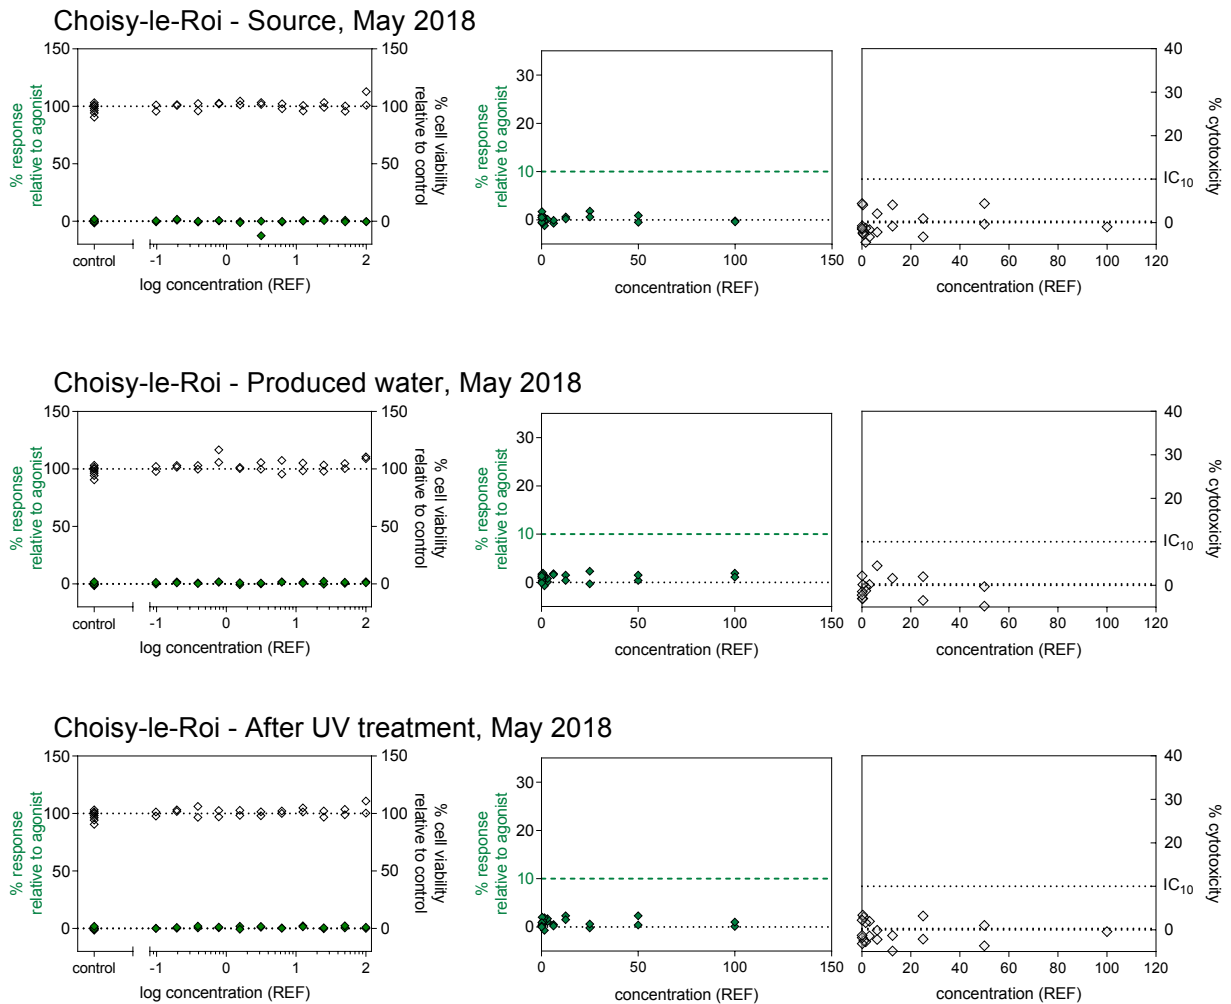 Choisy-le-Roi - Source, May 2018
% response
relative to agonist
150
100
50
0
control
-1
0
1
2
log concentration (REF)
150
100
50
0
% cell viability
relative to control
% response
relative to agonist
30
20
10
0
0
50
100
150
concentration (REF)
40
30
20
IC10
0
% cytotoxicity
0
20
40
60
80
100
120
concentration (REF)
Choisy-le-Roi - Produced water, May 2018
% response
relative to agonist
150
100
50
0
control
-1
0
1
2
log concentration (REF)
150
100
50
0
% cell viability
relative to control
% response
relative to agonist
30
20
10
0
0
50
100
150
concentration (REF)
40
30
20
IC10
0
% cytotoxicity
0
20
40
60
80
100
120
concentration (REF)
Choisy-le-Roi - After UV treatment, May 2018
% response
relative to agonist
150
100
50
0
control
-1
0
1
2
log concentration (REF)
150
100
50
0
% cell viability
relative to control
% response
relative to agonist
30
20
10
0
0
50
100
150
concentration (REF)
40
30
20
IC10
0
% cytotoxicity
0
20
40
60
80
100
120
concentration (REF)